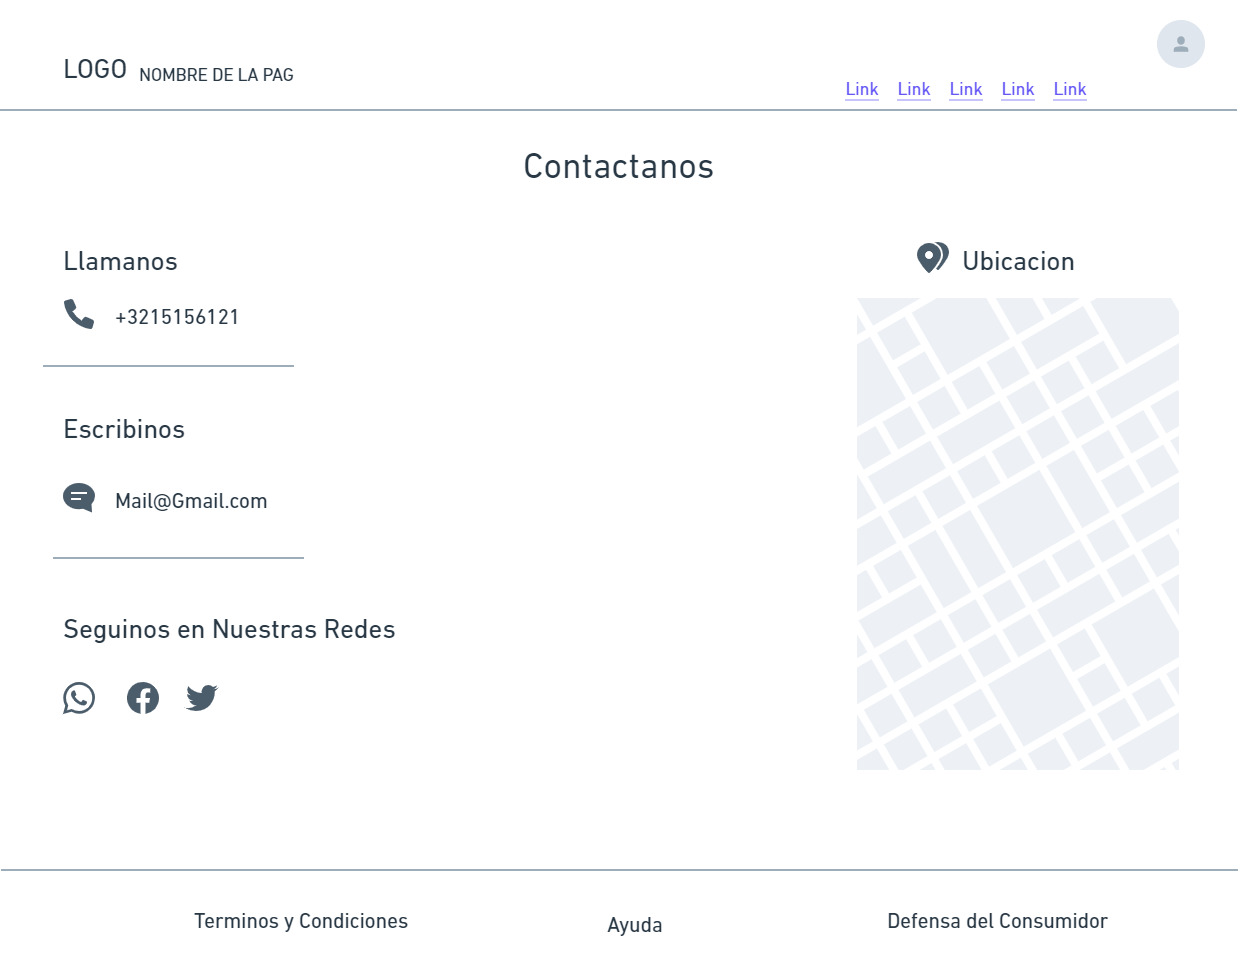 LOGO NOMBRE DE LA PAG
Link Link Link Link Link
Contactanos
Llamanos
+3215156121
Escribinos
Mail@Gmail.com
Seguinos en Nuestras Redes
Ubicacion
Terminos y Condiciones
Ayuda
Defensa del Consumidor